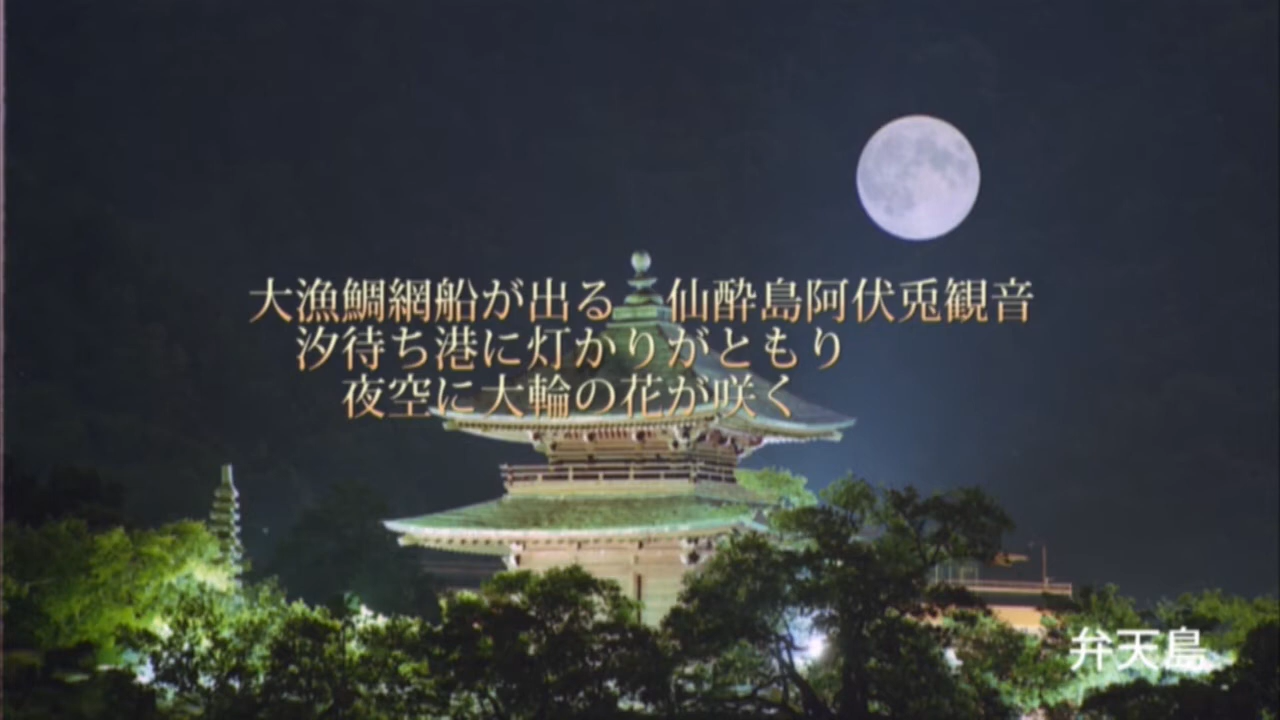 大漁鯛網船が出る　仙酔島阿伏兎観音
汐待ち港に灯かりがともり
夜空に大輪の花が咲く
弁天島